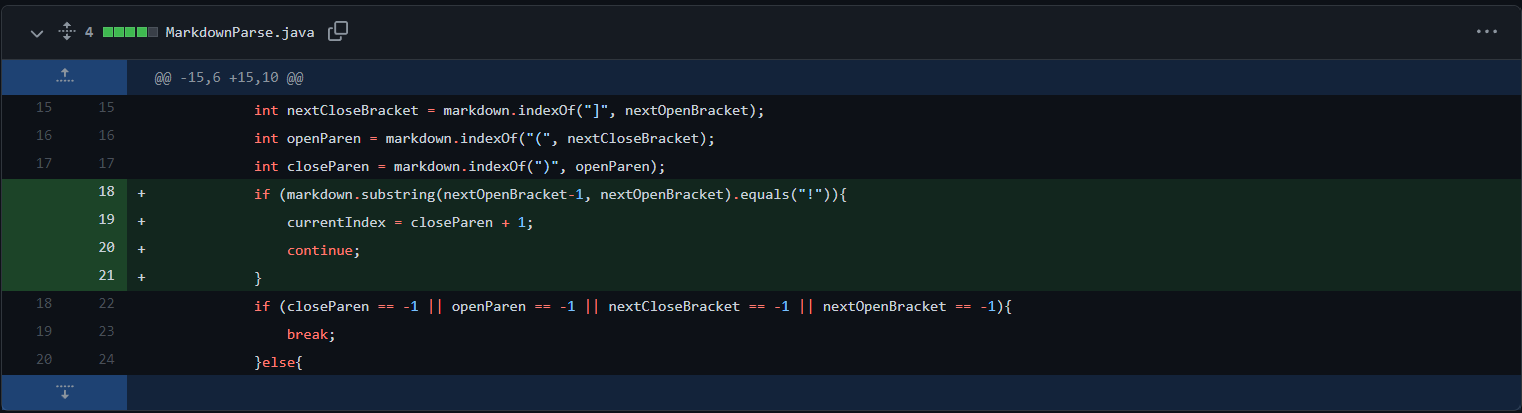 4 MarkdownParse.java
@@ -15,6 +15,10 @@
15 15 int nextCloseBracket = markdown.indexOf("]", nextOpenBracket);
16 16 int openParen = markdown.indexOf("(", nextCloseBracket);
17 17 int closeParen = markdown.indexOf(")", openParen);
18 + if (markdown.substring(nextOpenBracket-1, nextOpenBracket).equals("!")){
19 + currentIndex = closeParen + 1;
20 + continue;
21 + }
18 22 if (closeParen == -1 || openParen == -1 || nextCloseBracket == -1 || nextOpenBracket == -1){
19 23 break;
20 24 }else{